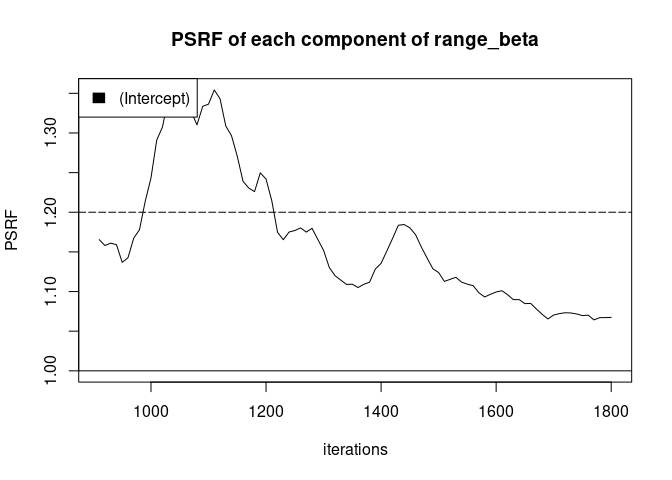 PSRF of each component of range_beta
(Intercept)
PSRF
1.30
1.20
1.10
1.00
1000 1200 1400 1600 1800
iterations